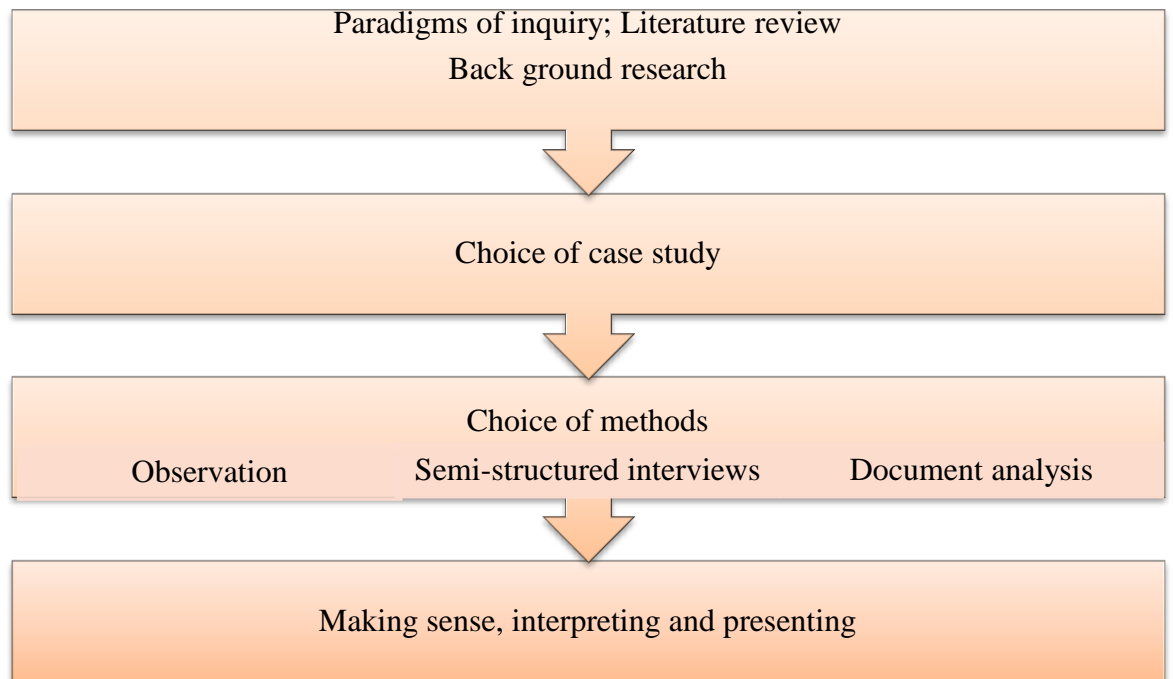 Paradigms of inquiry; Literature review
Back ground research
Choice of case study
Choice of methods
Observation Semi-structured interviews Document analysis
Making sense, interpreting and presenting